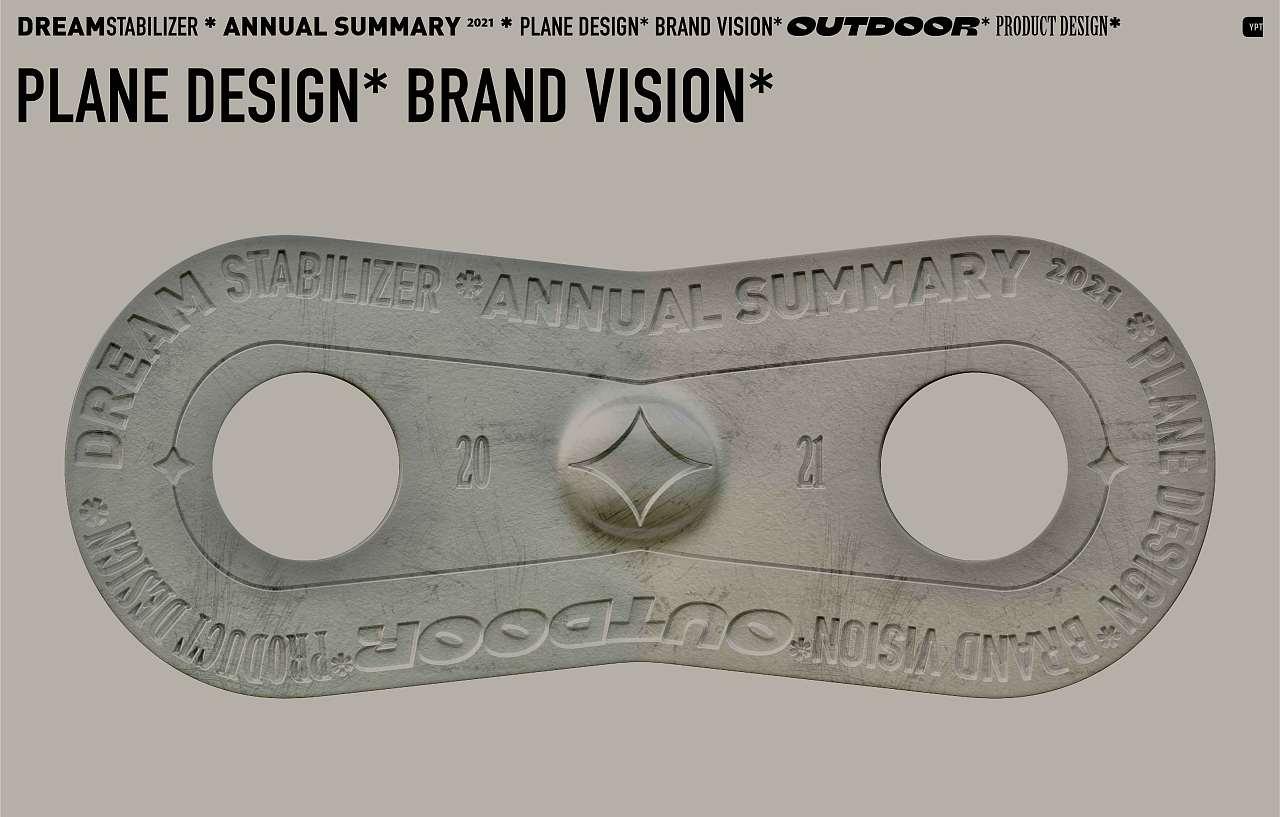 DREAMSTABILIZER * ANNUAL SUMMARY 2021 * PLANE DESIGN* BRAND VISION* OUTDOOR* PRODUCT DESIGN*
YPT
PLANE DESIGN* BRAND VISION*
DREAM STABILIZER *ANNUAL SUMMARY 2021 *PLANE DESIGN *BRAND VISION* OUTDOOR *PRODUCT DESIGN *
20 21